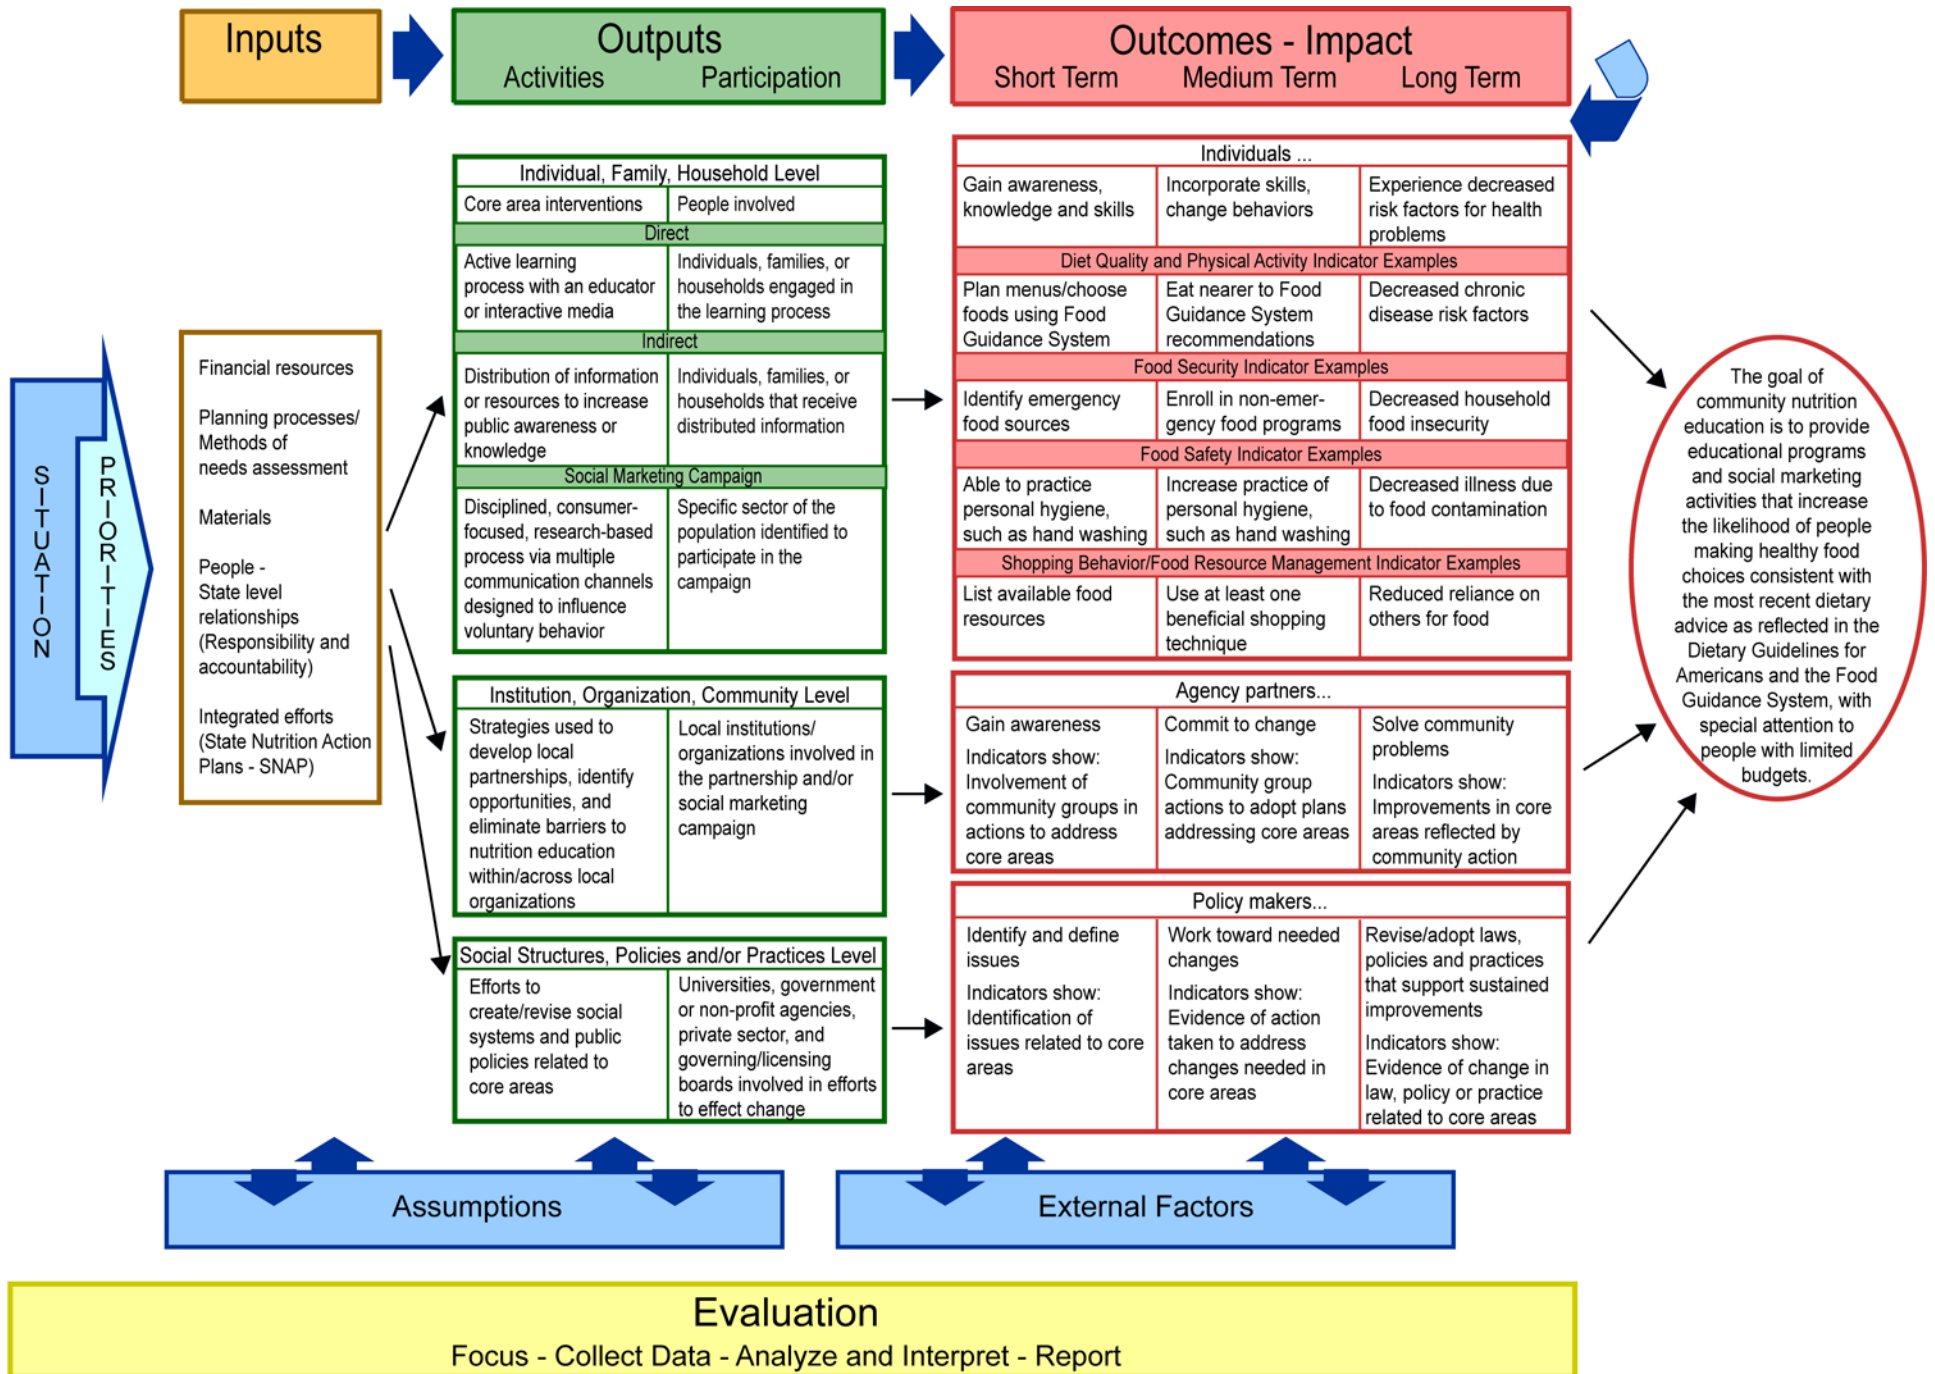 Inputs
Outputs
Activities
Participation
Outcomes - Impact
Short Term
Medium Term
Long Term
SITUATION
PRIORITIES
Financial resources
Planning processes/
Methods of
needs assessment
Materials
People -
State level
relationships
(Responsibility and
accountability)
Integrated efforts
(State Nutrition Action
Plans - SNAP)
Individual, Family, Household Level
Core area interventions
People involved
Direct
Active learning
process with an educator
or interactive media
Individuals, families, or
households engaged in
the learning process
Indirect
Distribution of information
or resources to increase
public awareness or
knowledge
Individuals, families, or
households that receive
distributed information
Social Marketing Campaign
Disciplined, consumer-
focused, research-based
process via multiple
communication channels
designed to influence
voluntary behavior
Specific sector of the
population identified to
participate in the
campaign
Institution, Organization, Community Level
Strategies used to
develop local
partnerships, identify
opportunities, and
eliminate barriers to
nutrition education
within/across local
organizations
Local institutions/
organizations involved in
the partnership and/or
social marketing
campaign
Social Structures, Policies and/or Practices Level
Efforts to
create/revise social
systems and public
policies related to
core areas
Universities, government
or non-profit agencies,
private sector, and
governing/licensing
boards involved in efforts
to effect change
Individuals ...
Gain awareness,
knowledge and skills
Incorporate skills,
change behaviors
Experience decreased
risk factors for health
problems
Diet Quality and Physical Activity Indicator Examples
Plan menus/choose
foods using Food
Guidance System
Eat nearer to Food
Guidance System
recommendations
Decreased chronic
disease risk factors
Food Security Indicator Examples
Identify emergency
food sources
Enroll in non-emer-
gency food programs
Decreased household
food insecurity
Food Safety Indicator Examples
Able to practice
personal hygiene,
such as hand washing
Increase practice of
personal hygiene,
such as hand washing
Decreased illness due
to food contamination
Shopping Behavior/Food Resource Management Indicator Examples
List available food
resources
Use at least one
beneficial shopping
technique
Reduced reliance on
others for food
Agency partners...
Gain awareness
Indicators show:
Involvement of
community groups in
actions to address
core areas
Commit to change
Indicators show:
Community group
actions to adopt plans
addressing core areas
Solve community
problems
Indicators show:
Improvements in core
areas reflected by
community action
Policy makers...
Identify and define
issues
Indicators show:
Identification of
issues related to core
areas
Work toward needed
changes
Indicators show:
Evidence of action
taken to address
changes needed in
core areas
Revise/adopt laws,
policies and practices
that support sustained
improvements
Indicators show:
Evidence of change in
law, policy or practice
related to core areas
The goal of
community nutrition
education is to provide
educational programs
and social marketing
activities that increase
the likelihood of people
making healthy food
choices consistent with
the most recent dietary
advice as reflected in the
Dietary Guidelines for
Americans and the Food
Guidance System, with
special attention to
people with limited
budgets.
Assumptions
External Factors
Evaluation
Focus - Collect Data - Analyze and Interpret - Report